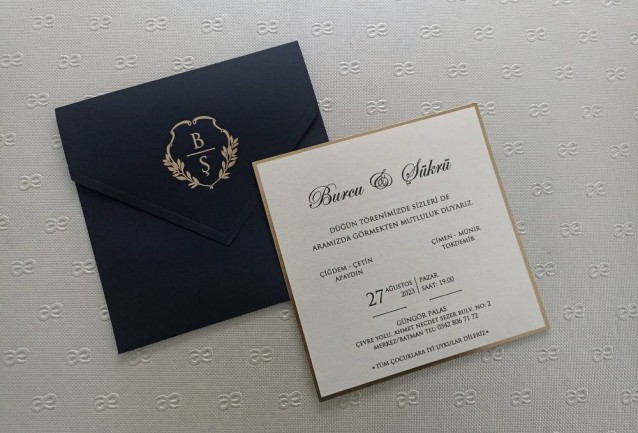 B
Ş
Burcu & Şükrü
DÜĞÜN TÖRENİMİZDE SİZLERİ DE
ARAMIZDA GÖRMEKTEN MUTLULUK DUYARIZ.
ÇİĞDEM - ÇETİN
APAYDIN
ÇİMEN - MÜNİR
TOKDEMİR
27 AĞUSTOS 2023 PAZAR SAAT: 19.00
GÜNGÖR PALAS
ÇEVRE YOLU, AHMET NECDET SEZER BULV. NO. 2
MERKEZ/BATMAN TEL: 0542 806 71 72
•TÜM ÇOCUKLARA İYİ UYKULAR DİLERİZ•